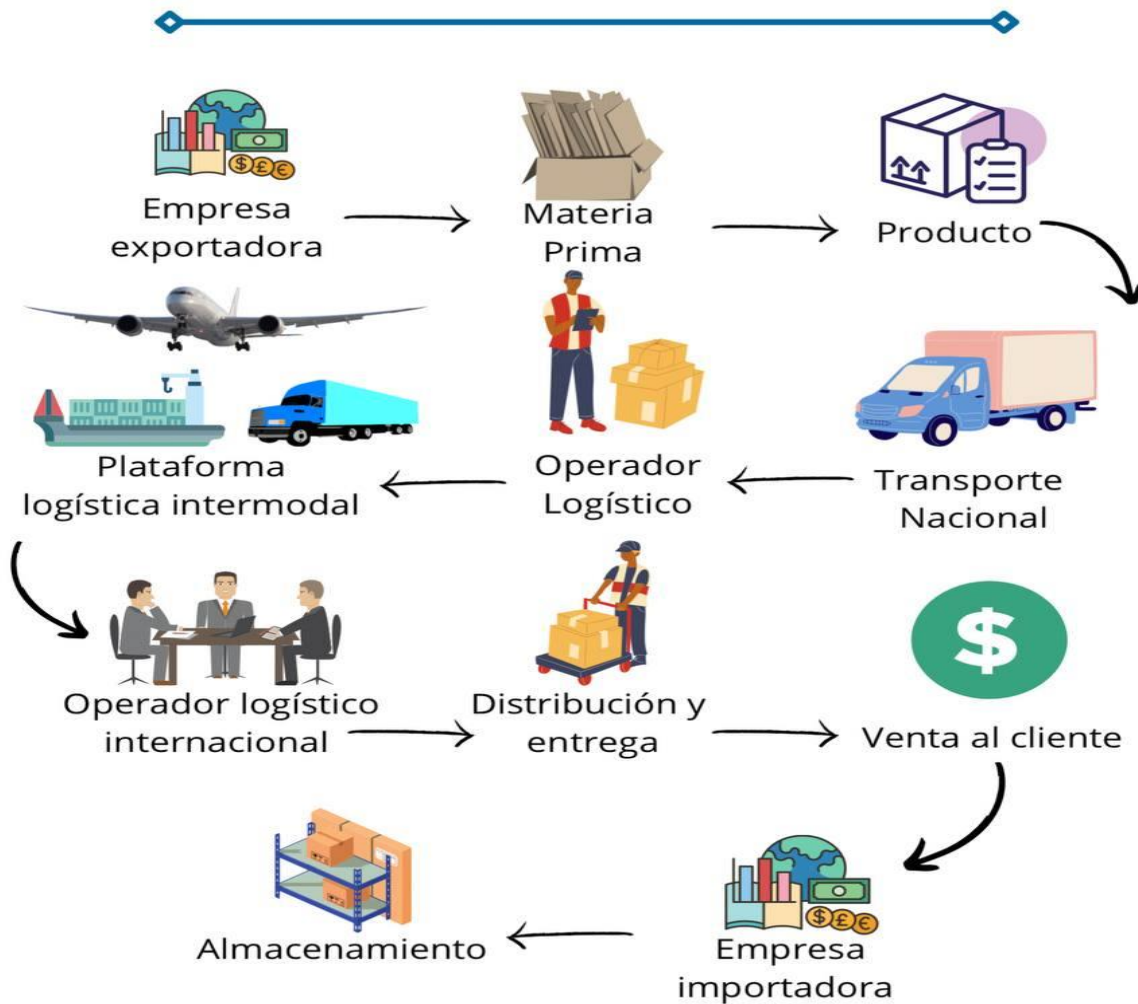 Empresa
exportadora
Materia
Prima
Producto
Transporte
Nacional
Operador
Logístico
Plataforma
logística intermodal
Operador logístico
internacional
Distribución y
entrega
Venta al cliente
Empresa
importadora
Almacenamiento